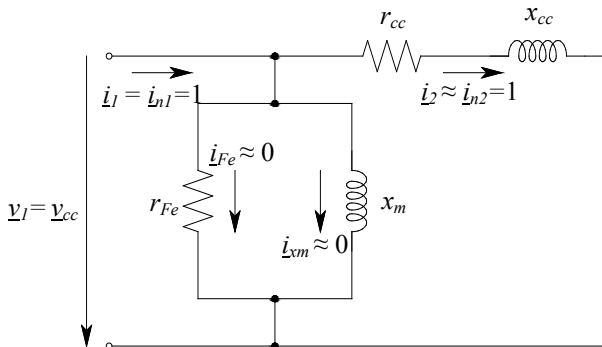 r_cc
x_cc
i_1 = i_n1=1
i_2 ≈ i_n2=1
i_Fe ≈ 0
v_1= v_cc
r_Fe
x_m
i_xm ≈ 0